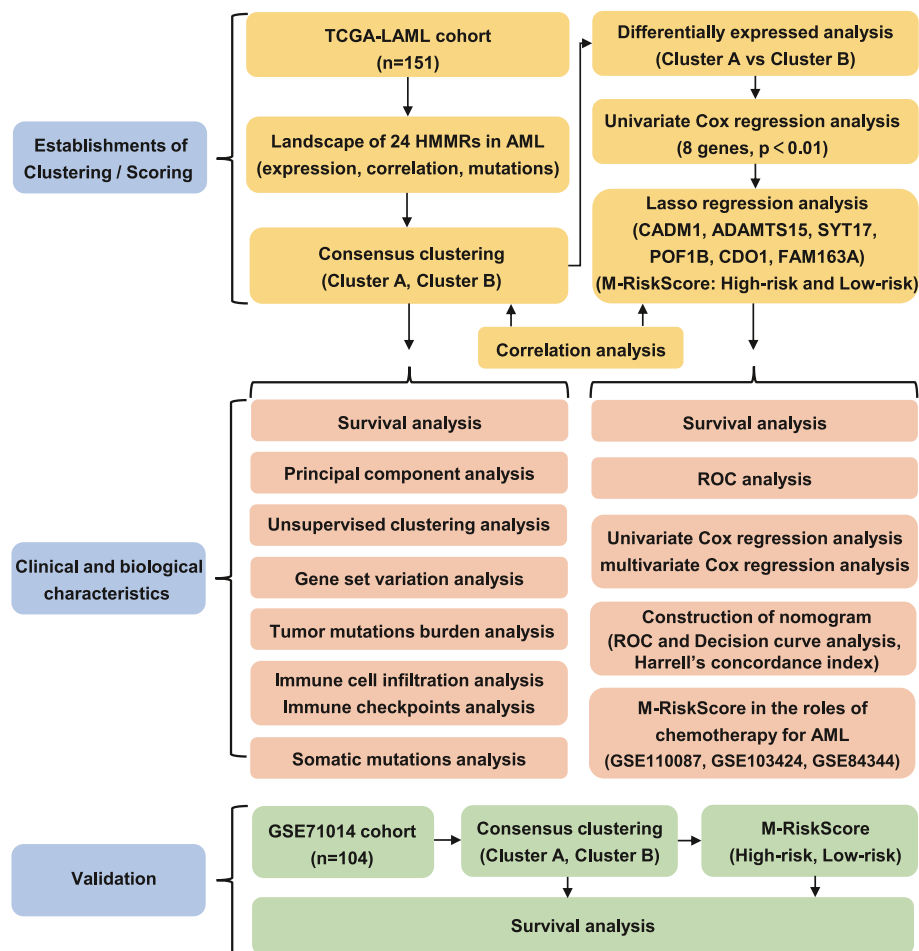 Establishments of
Clustering / Scoring
TCGA-LAML cohort
(n=151)
Landscape of 24 HMMRs in AML
(expression, correlation, mutations)
Consensus clustering
(Cluster A, Cluster B)
Differentially expressed analysis
(Cluster A vs Cluster B)
Univariate Cox regression analysis
(8 genes, p < 0.01)
Lasso regression analysis
(CADM1, ADAMTS15, SYT17,
POF1B, CDO1, FAM163A)
(M-RiskScore: High-risk and Low-risk)
Correlation analysis
Clinical and biological
characteristics
Survival analysis
Principal component analysis
Unsupervised clustering analysis
Gene set variation analysis
Tumor mutations burden analysis
Immune cell infiltration analysis
Immune checkpoints analysis
Somatic mutations analysis
Survival analysis
ROC analysis
Univariate Cox regression analysis
multivariate Cox regression analysis
Construction of nomogram
(ROC and Decision curve analysis,
Harrell's concordance index)
M-RiskScore in the roles of
chemotherapy for AML
(GSE110087, GSE103424, GSE84344)
Validation
GSE71014 cohort
(n=104)
Consensus clustering
(Cluster A, Cluster B)
M-RiskScore
(High-risk, Low-risk)
Survival analysis